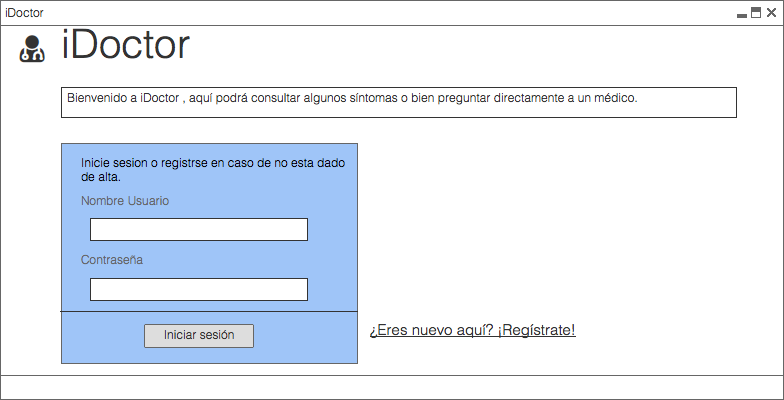 iDoctor
iDoctor
Bienvenido a iDoctor , aquí podrá consultar algunos síntomas o bien preguntar directamente a un médico.
Inicie sesion o registrse en caso de no esta dado
de alta.
Nombre Usuario
Contraseña
Iniciar sesión
¿Eres nuevo aquí? ¡Regístrate!